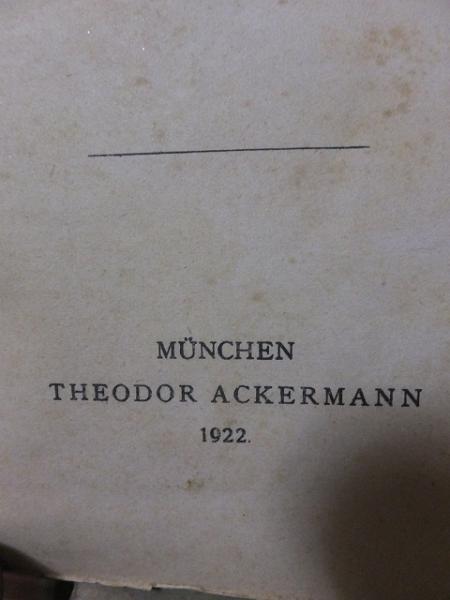 MÜNCHEN
THEODOR ACKERMANN
1922.